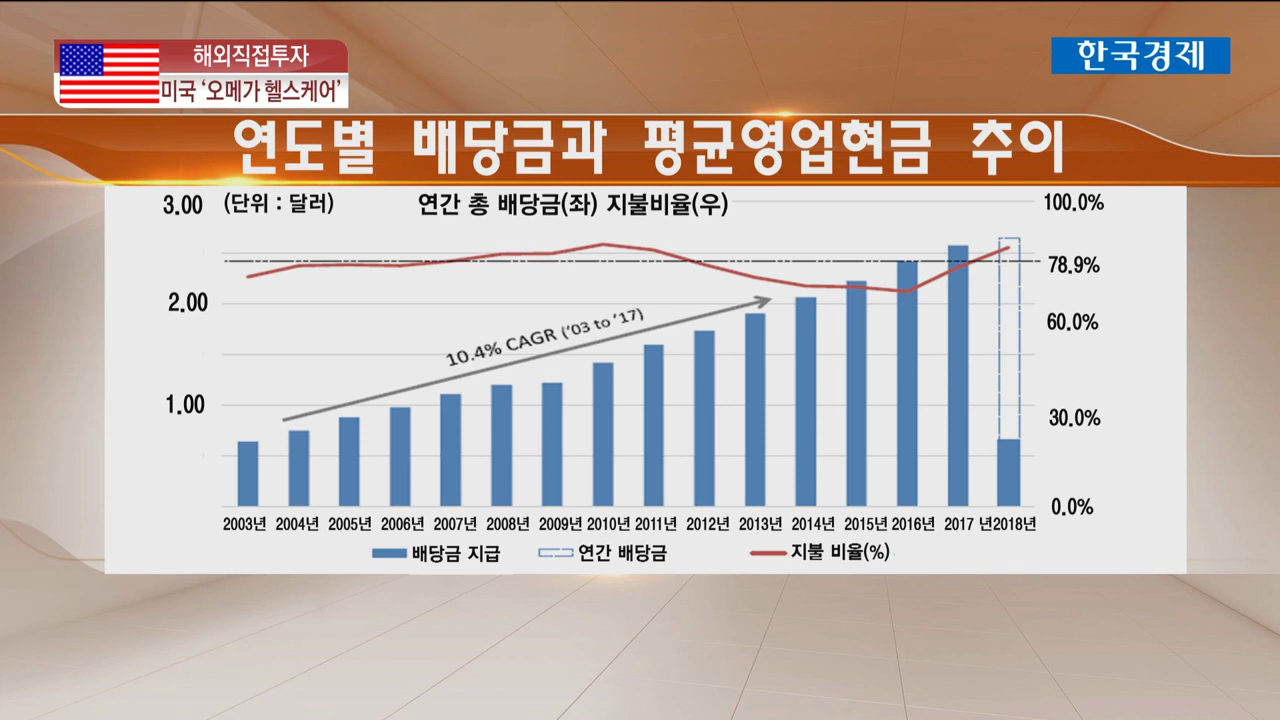 해외직접투자
미국 ‘오메가 헬스케어’
한국경제
연도별 배당금과 평균영업현금 추이
3.00 (단위 : 달러) 연간 총 배당금(좌) 지불비율(우) 100.0%
78.9%
2.00
60.0%
10.4% CAGR (‘03 to ’17)
1.00
30.0%
0.0%
2003년 2004년 2005년 2006년 2007년 2008년 2009년 2010년 2011년 2012년 2013년 2014년 2015년 2016년 2017 년 2018년
배당금 지급 연간 배당금 지불 비율(%)